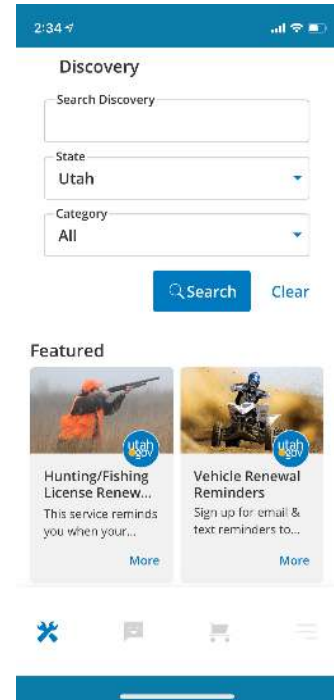 2:34
Discovery
Search Discovery
State
Utah
Category
All
Search
Clear
Featured
utah
gov
Hunting/Fishing
License Renew...
This service reminds
you when your...
More
utah
gov
Vehicle Renewal
Reminders
Sign up for email &
text reminders to...
More